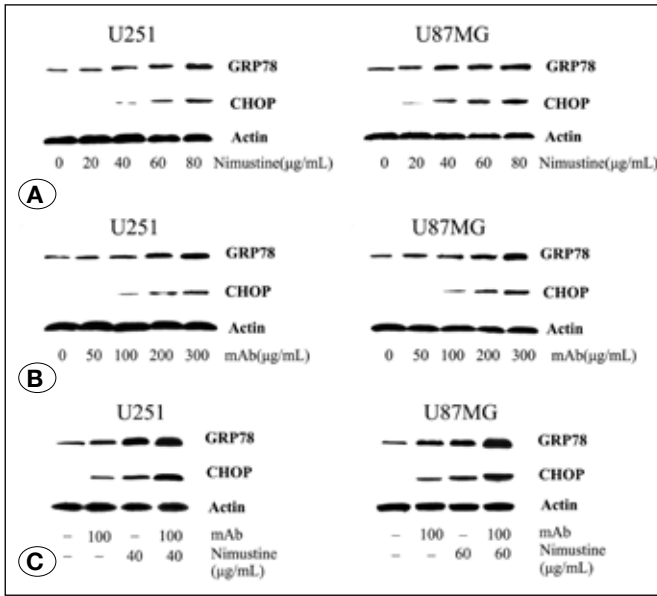 U251 U87MG
GRP78 GRP78
CHOP CHOP
Actin Actin
0 20 40 60 80 Nimustine(µg/mL) 0 20 40 60 80 Nimustine(µg/mL)
A
U251 U87MG
GRP78 GRP78
CHOP CHOP
Actin Actin
0 50 100 200 300 mAb(µg/mL) 0 50 100 200 300 mAb(µg/mL)
B
U251 U87MG
GRP78 GRP78
CHOP CHOP
Actin Actin
– 100 – 100 mAb – 100 – 100 mAb
– – 40 40 Nimustine – – 60 60 Nimustine
(µg/mL) (µg/mL)
C